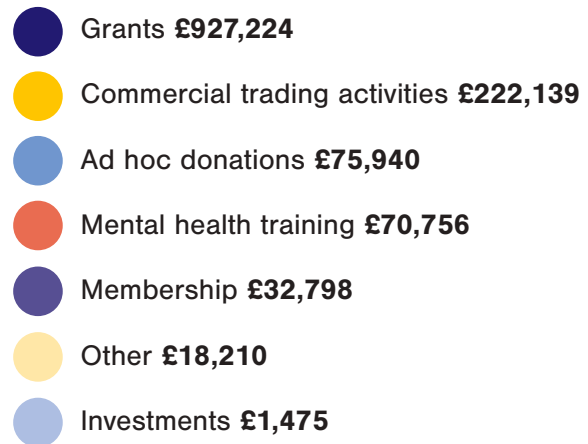 Grants £927,224
Commercial trading activities £222,139
Ad hoc donations £75,940
Mental health training £70,756
Membership £32,798
Other £18,210
Investments £1,475